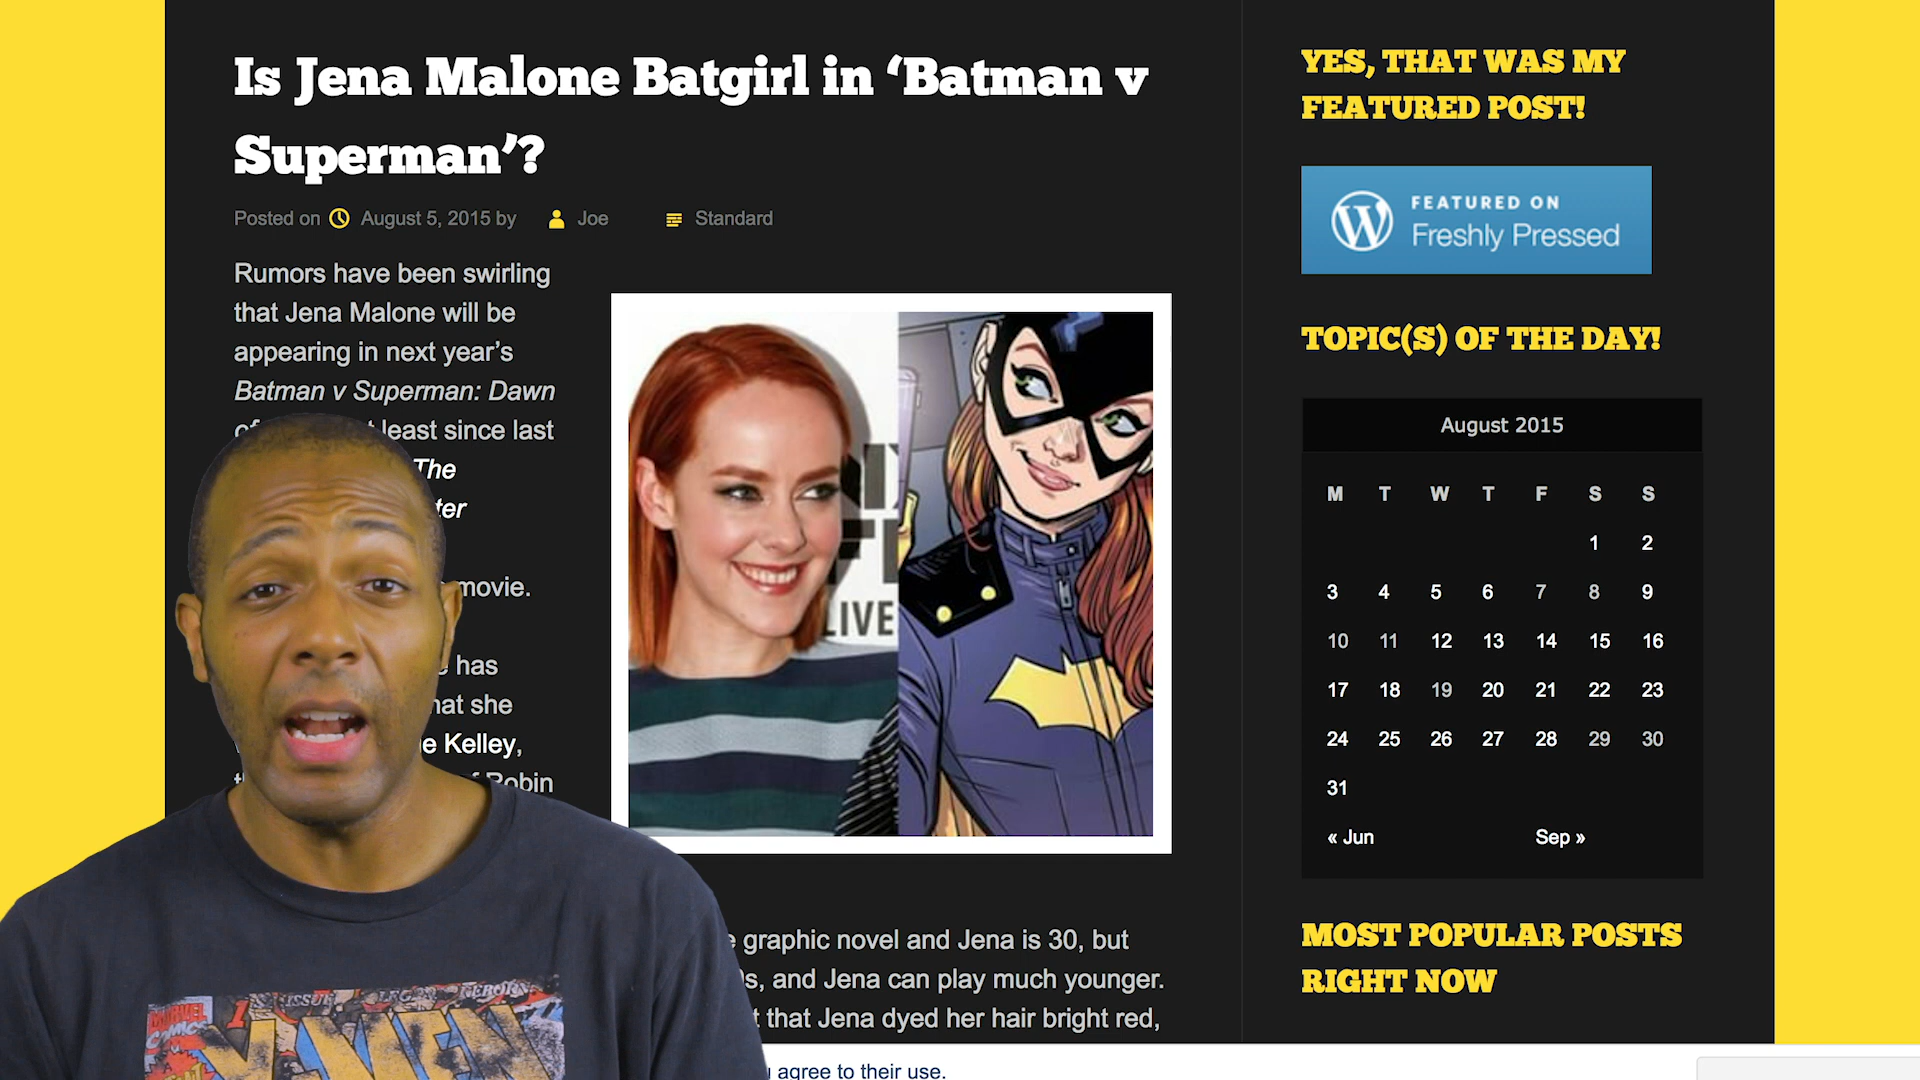 Is Jena Malone Batgirl in ‘Batman v
Superman’?
Posted on August 5, 2015 by Joe Standard
Rumors have been swirling
that Jena Malone will be
appearing in next year’s
Batman v Superman: Dawn
of least since last
The
movie.
has
she
Kelley,
Robin
LIVE
graphic novel and Jena is 30, but
and Jena can play much younger.
that Jena dyed her hair bright red,
agree to their use.
YES, THAT WAS MY
FEATURED POST!
FEATURED ON
Freshly Pressed
TOPIC(S) OF THE DAY!
August 2015
M T W T F S S
1 2
3 4 5 6 7 8 9
10 11 12 13 14 15 16
17 18 19 20 21 22 23
24 25 26 27 28 29 30
31
« Jun Sep »
MOST POPULAR POSTS
RIGHT NOW
MARVEL
X-MEN